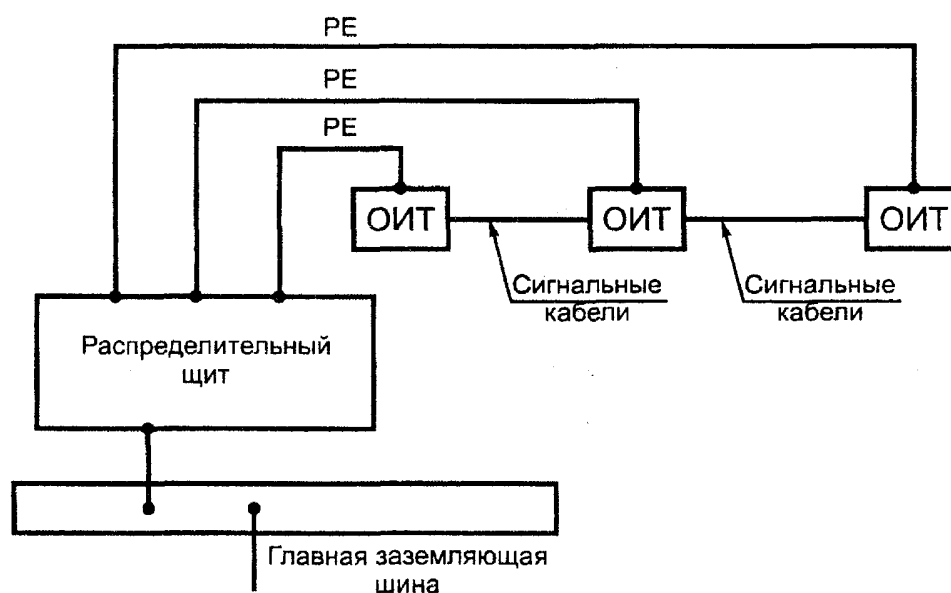 PE
PE
PE
ОИТ
ОИТ
ОИТ
Сигнальные
кабели
Сигнальные
кабели
Распределительный
щит
Главная заземляющая
шина